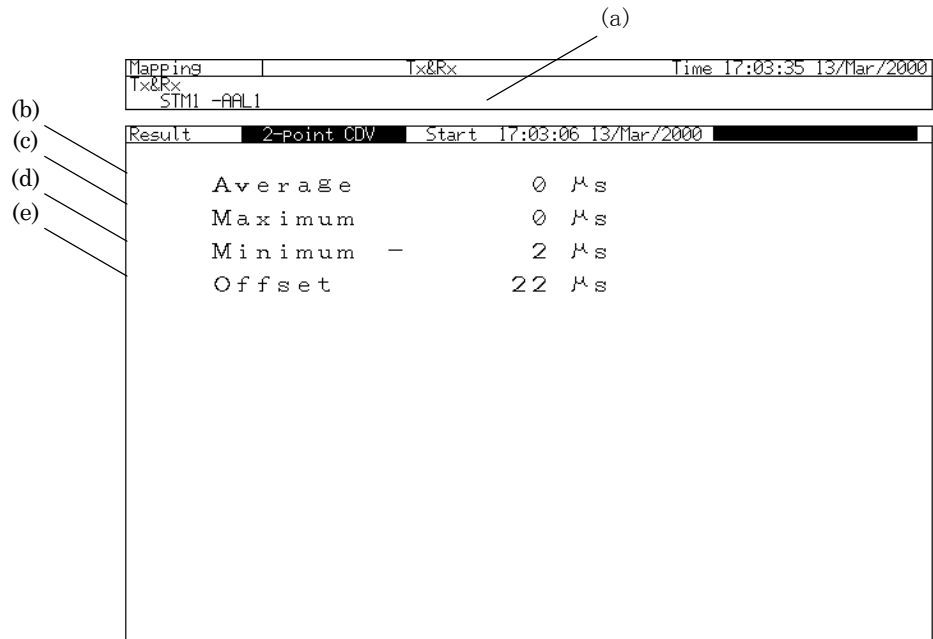 (a)
Mapping Tx&Rx Time 17:03:35 13/Mar/2000
Tx&Rx
STM1 -AAL1
(b)
Result 2-point CDV Start 17:03:06 13/Mar/2000
(c)
(d)
Average 0 μs
(e)
Maximum 0 μs
Minimum - 2 μs
Offset 22 μs